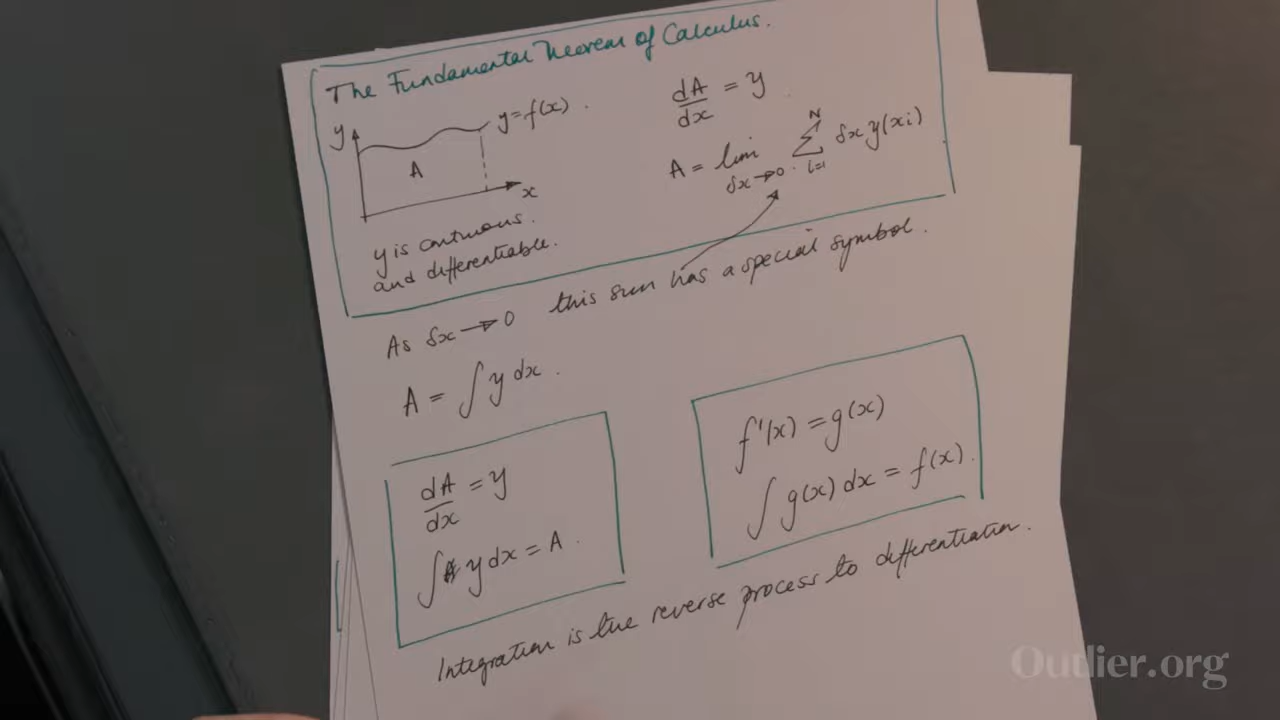 The Fundamental Theorem of Calculus.
y
y=f(x).
A
x
y is contnuous.
and differentiable.
dA/dx = y
A = lim δx→0. N Σ i=1 δx y(xi)
As δx→0 this sum has a special symbol.
A = ∫ y dx.
dA/dx = y
∫ y dx = A.
f'(x) = g(x)
∫ g(x) dx = f(x).
Integration is the reverse process to differentiation.
Outlier.org